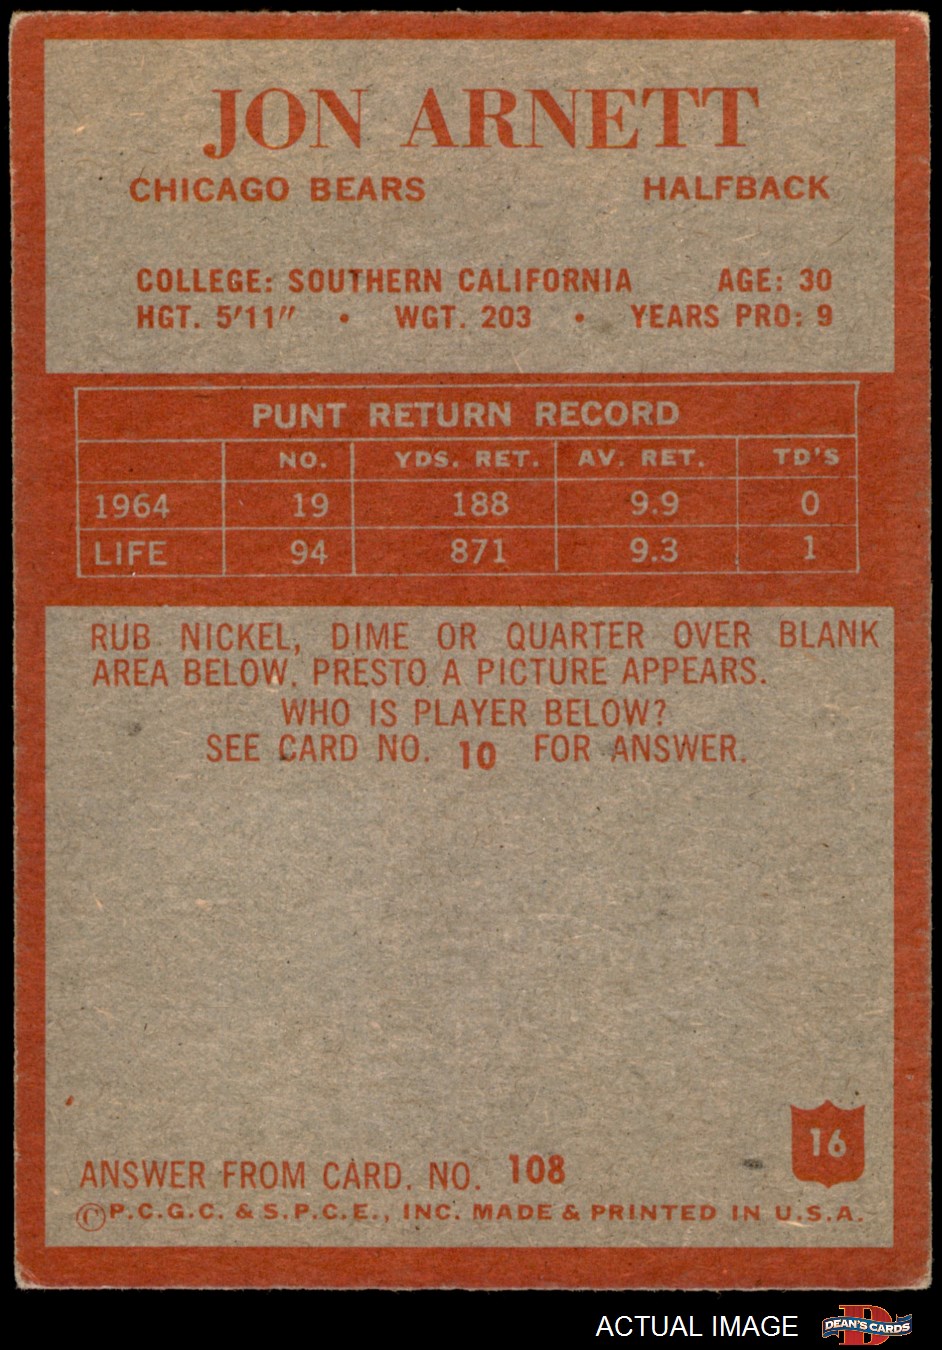 JON ARNETT
CHICAGO BEARS HALFBACK
COLLEGE: SOUTHERN CALIFORNIA AGE: 30
HGT. 5'11" • WGT. 203 • YEARS PRO: 9
PUNT RETURN RECORD
NO. YDS. RET. AV. RET. TD'S
1964 19 188 9.9 0
LIFE 94 871 9.3 1
RUB NICKEL, DIME OR QUARTER OVER BLANK
AREA BELOW. PRESTO A PICTURE APPEARS.
WHO IS PLAYER BELOW?
SEE CARD NO. 10 FOR ANSWER.
16
ANSWER FROM CARD. NO. 108
©P.C.G.C. & S.P.C.E., INC. MADE & PRINTED IN U.S.A.
ACTUAL IMAGE
D
DEAN'S CARDS